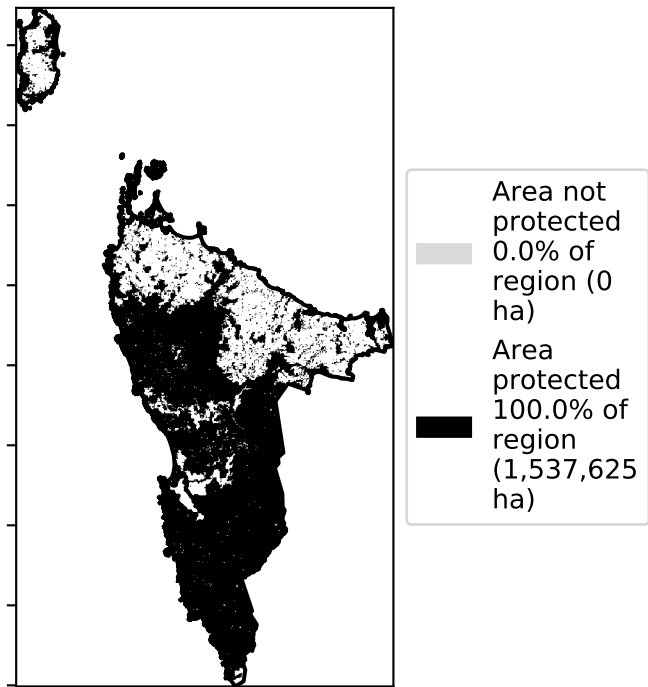 Area not
protected
0.0% of
region (0
ha)
Area
protected
100.0% of
region
(1,537,625
ha)